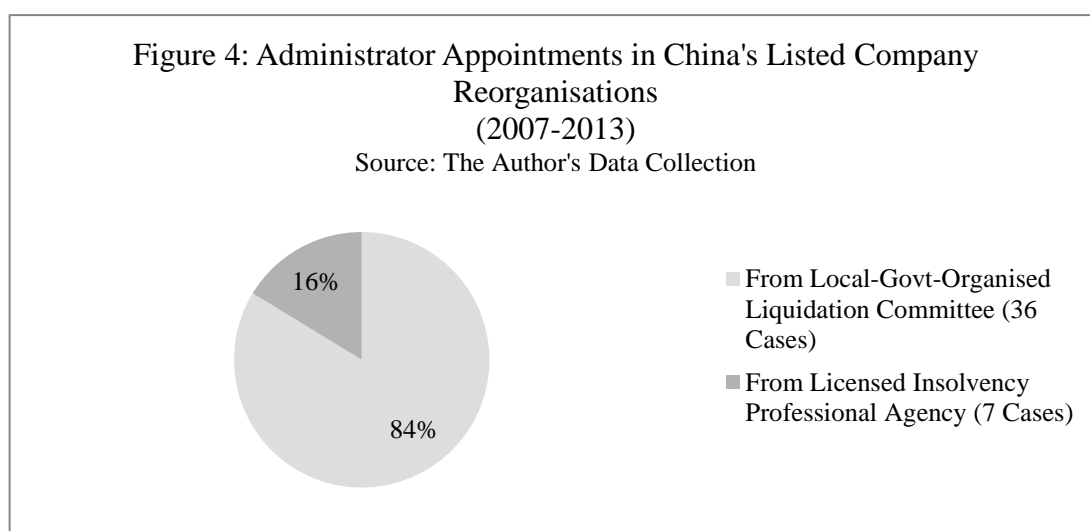 Figure 4: Administrator Appointments in China's Listed Company
Reorganisations
(2007-2013)
Source: The Author's Data Collection
16%
84%
From Local-Govt-Organised
Liquidation Committee (36
Cases)
From Licensed Insolvency
Professional Agency (7 Cases)